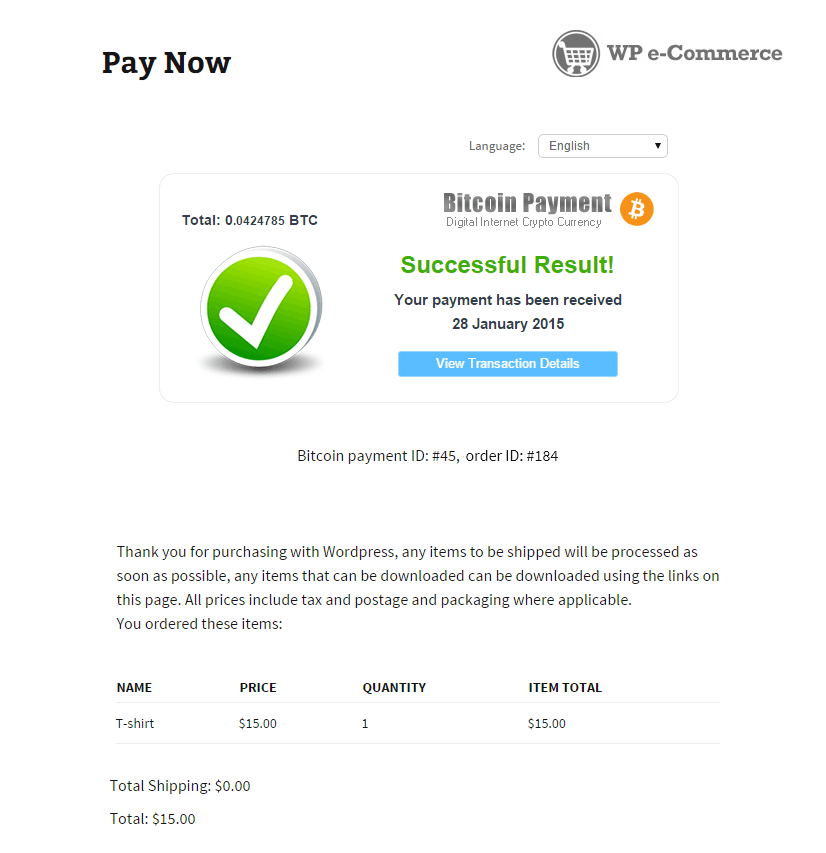 Pay Now
WP e-Commerce
Language: English
Total: 0.0424785 BTC
Bitcoin Payment
Digital Internet Crypto Currency
Successful Result!
Your payment has been received
28 January 2015
View Transaction Details
Bitcoin payment ID: #45, order ID: #184
Thank you for purchasing with Wordpress, any items to be shipped will be processed as
soon as possible, any items that can be downloaded can be downloaded using the links on
this page. All prices include tax and postage and packaging where applicable.
You ordered these items:
NAME PRICE QUANTITY ITEM TOTAL
T-shirt $15.00 1 $15.00
Total Shipping: $0.00
Total: $15.00